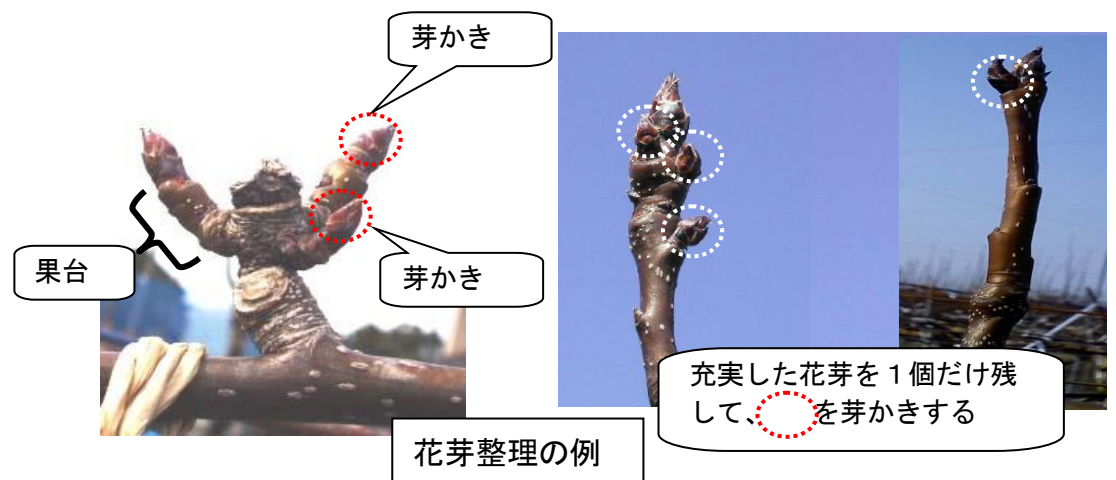 芽かき
果台
芽かき
充実した花芽を１個だけ残
して、 を芽かきする
花芽整理の例